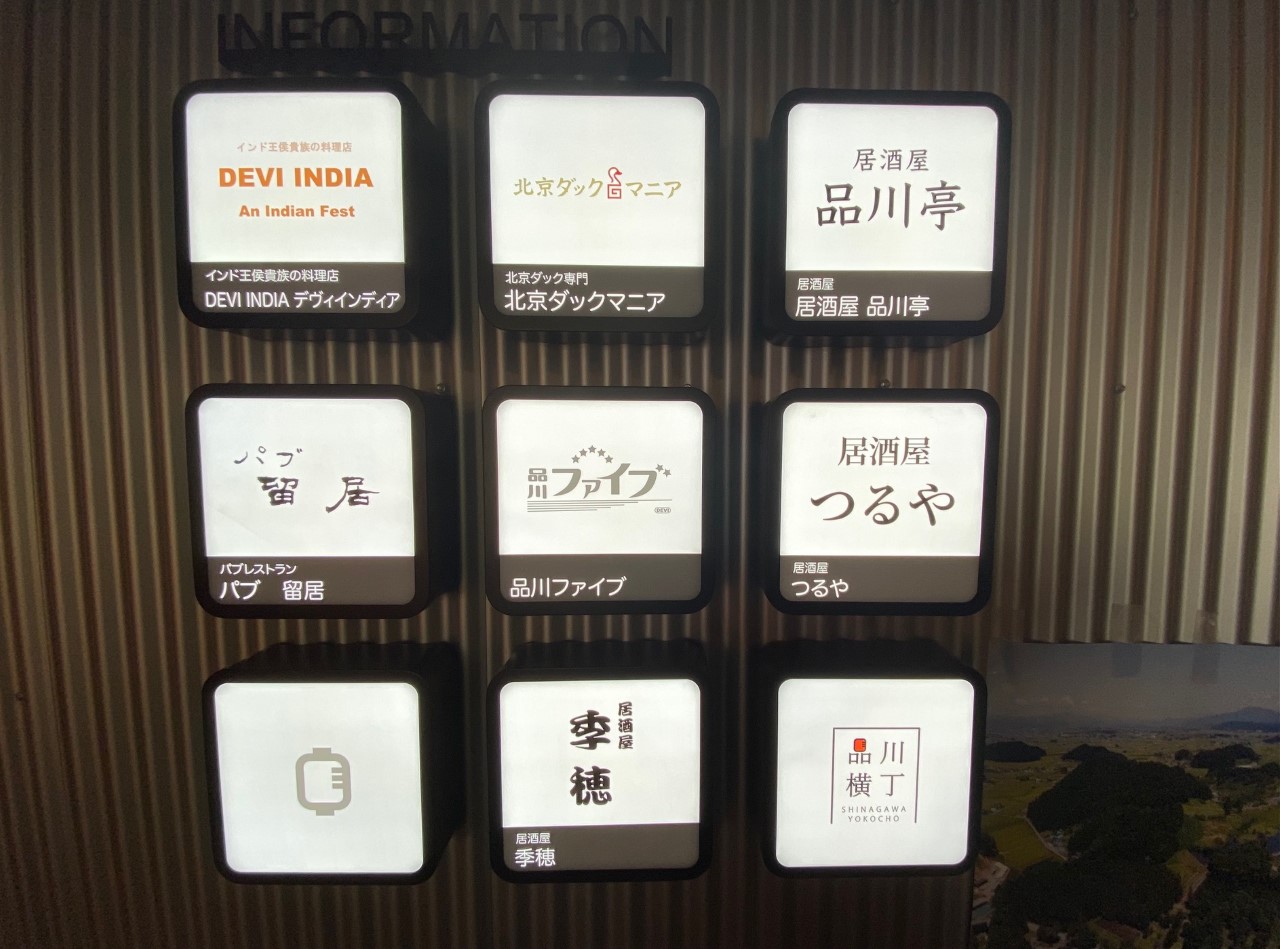 INFORMATION
インド王侯貴族の料理店
DEVI INDIA
An Indian Fest
インド王侯貴族の料理店
DEVI INDIA デヴィインディア
北京ダックマニア
北京ダック専門
北京ダックマニア
居酒屋
品川亭
居酒屋
居酒屋 品川亭
パブ
留居
パブレストラン
パブ 留居
品川ファイブ
DEVI
品川ファイブ
居酒屋
つるや
居酒屋
つるや
居酒屋
季穂
居酒屋
季穂
品川
横丁
SHINAGAWA
YOKOCHO